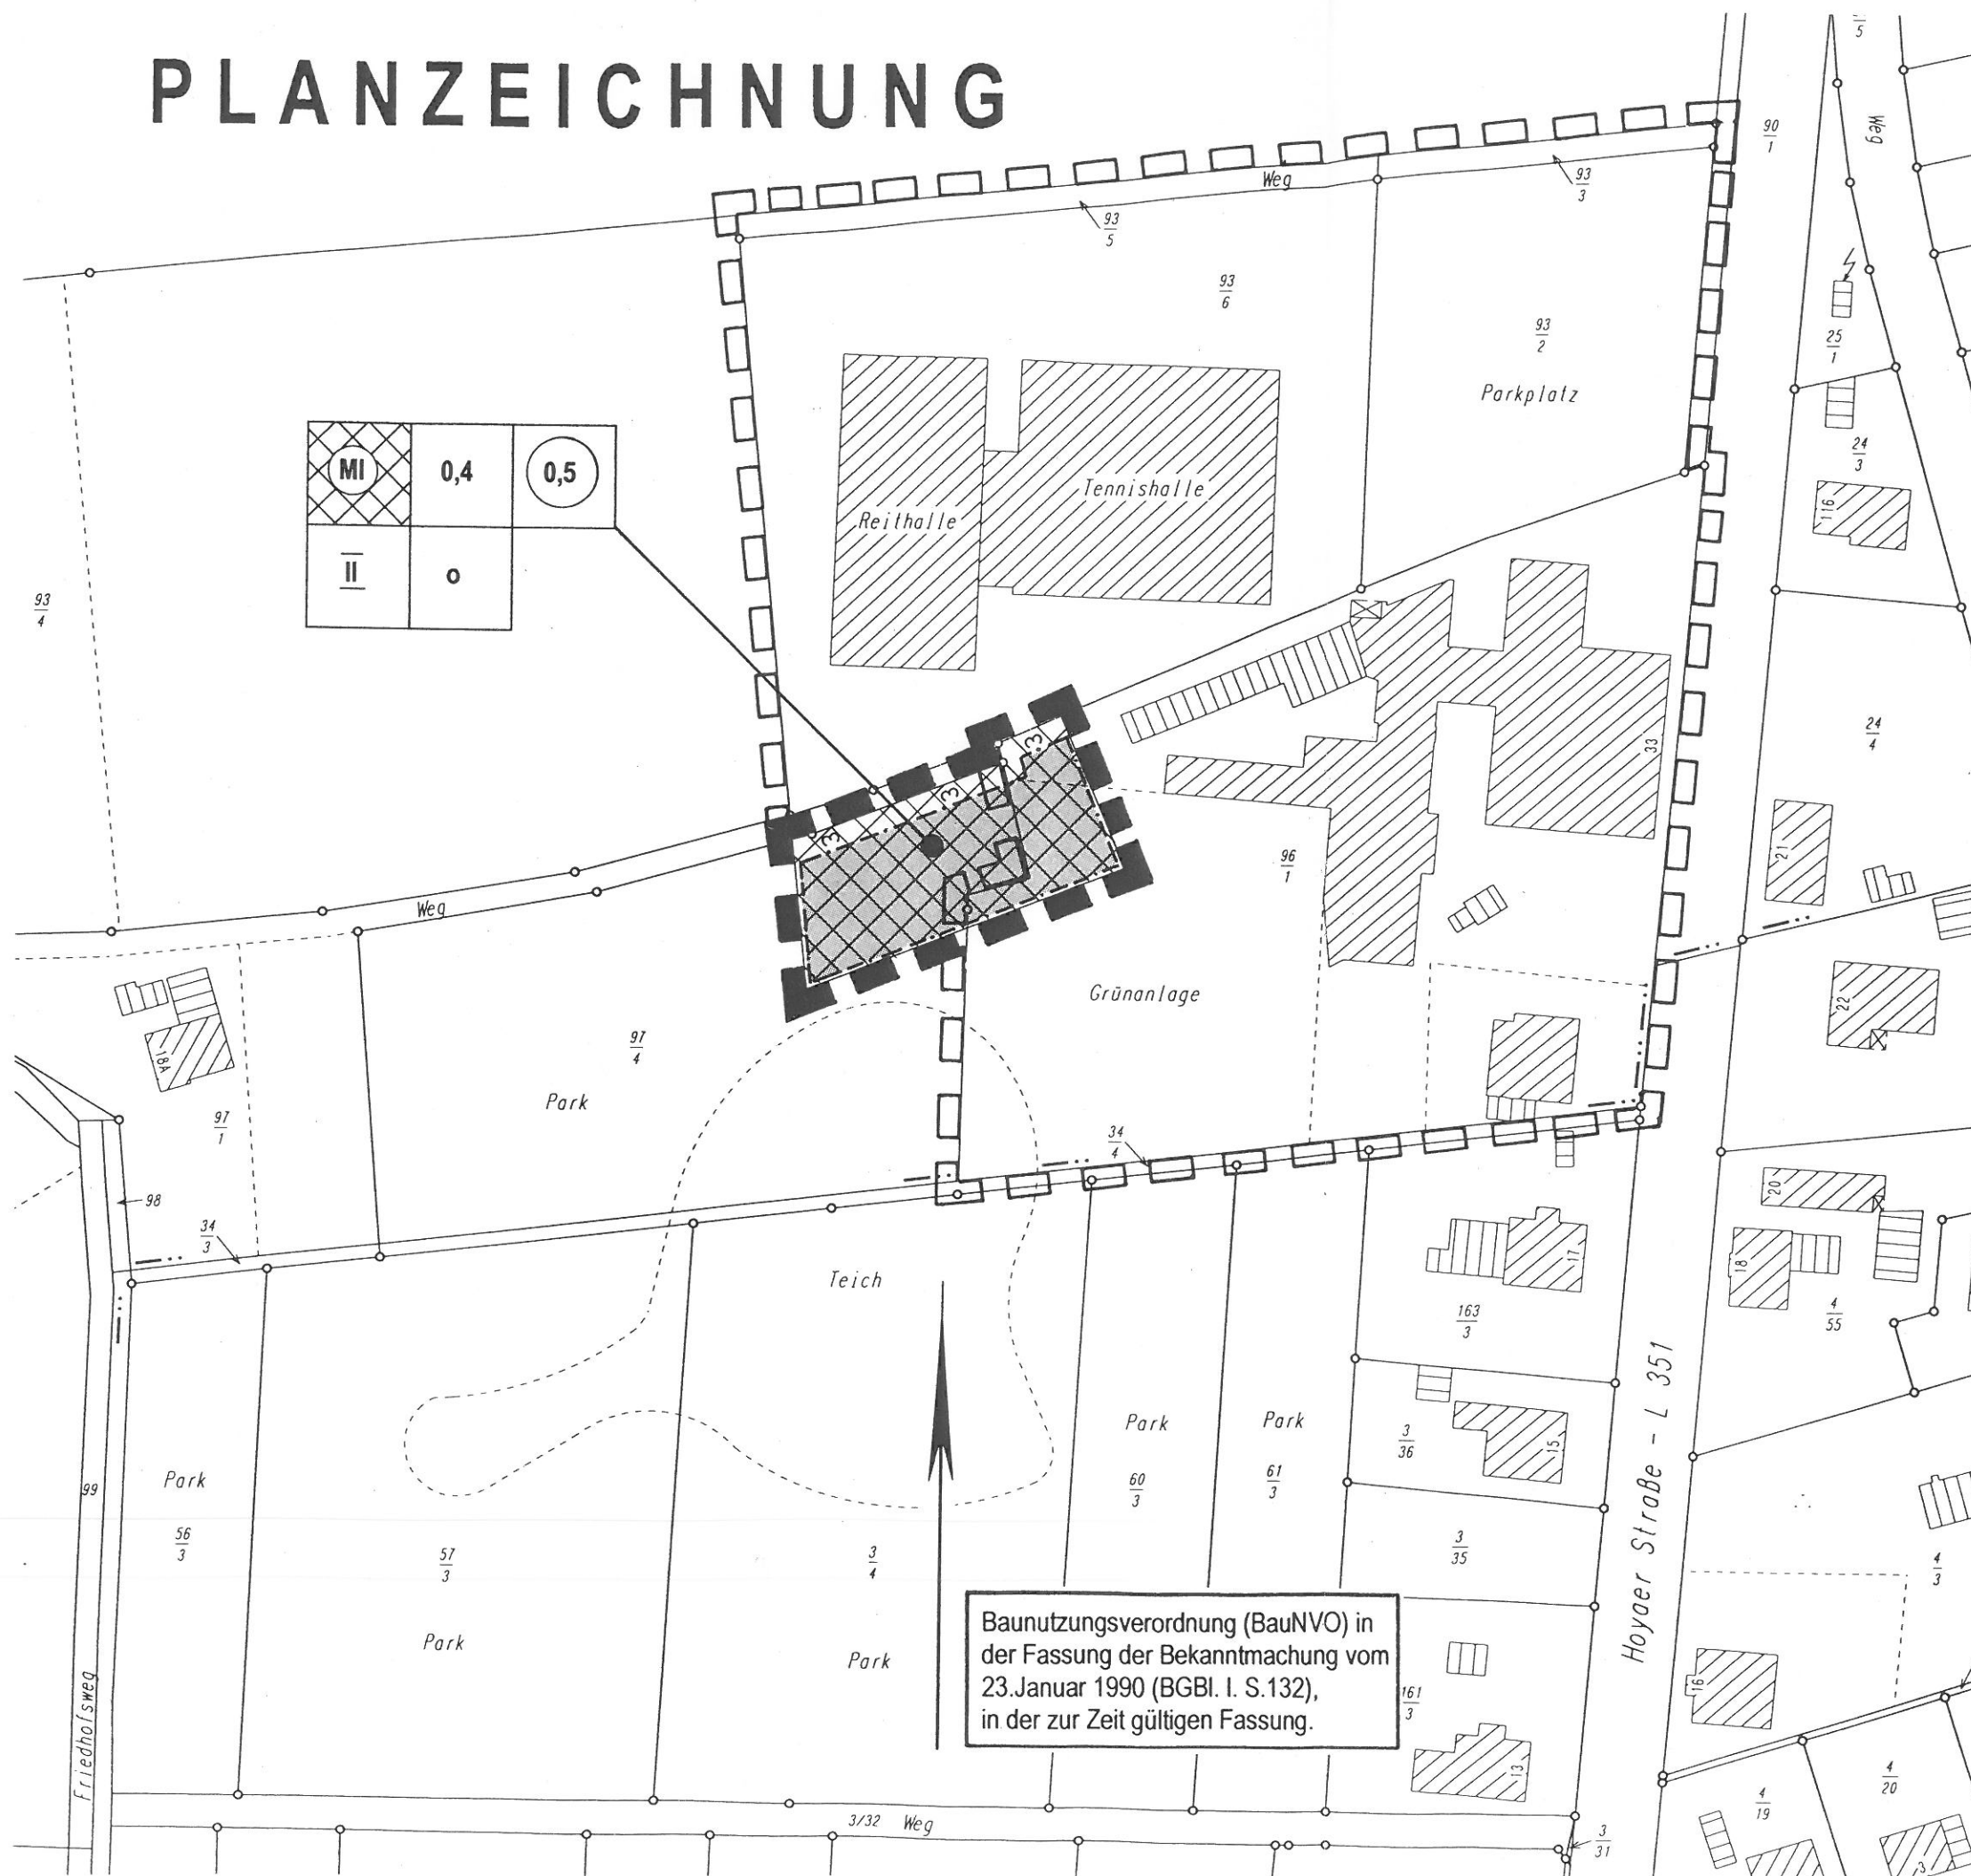 PLANZEICHNUNG
5
90
1
Weg
Weg
93
3
93
5
93
6
93
2
Parkplatz
25
1
24
3
116
MI
0,4
0,5
II
o
Tennishalle
Reithalle
93
4
24
4
33
3
3
3
21
96
1
Weg
Grünanlage
22
18A
97
4
Park
97
1
34
4
98
34
3
20
18
17
Teich
163
3
4
55
Park
Park
3
36
15
Park
60
3
61
3
99
56
3
57
3
3
4
3
35
4
3
Hoyaer Straße - L 351
Baunutzungsverordnung (BauNVO) in
der Fassung der Bekanntmachung vom
23.Januar 1990 (BGBl. I. S.132),
in der zur Zeit gültigen Fassung.
Park
Park
161
3
16
13
Friedhofsweg
4
20
4
19
3/32 Weg
3
31
3